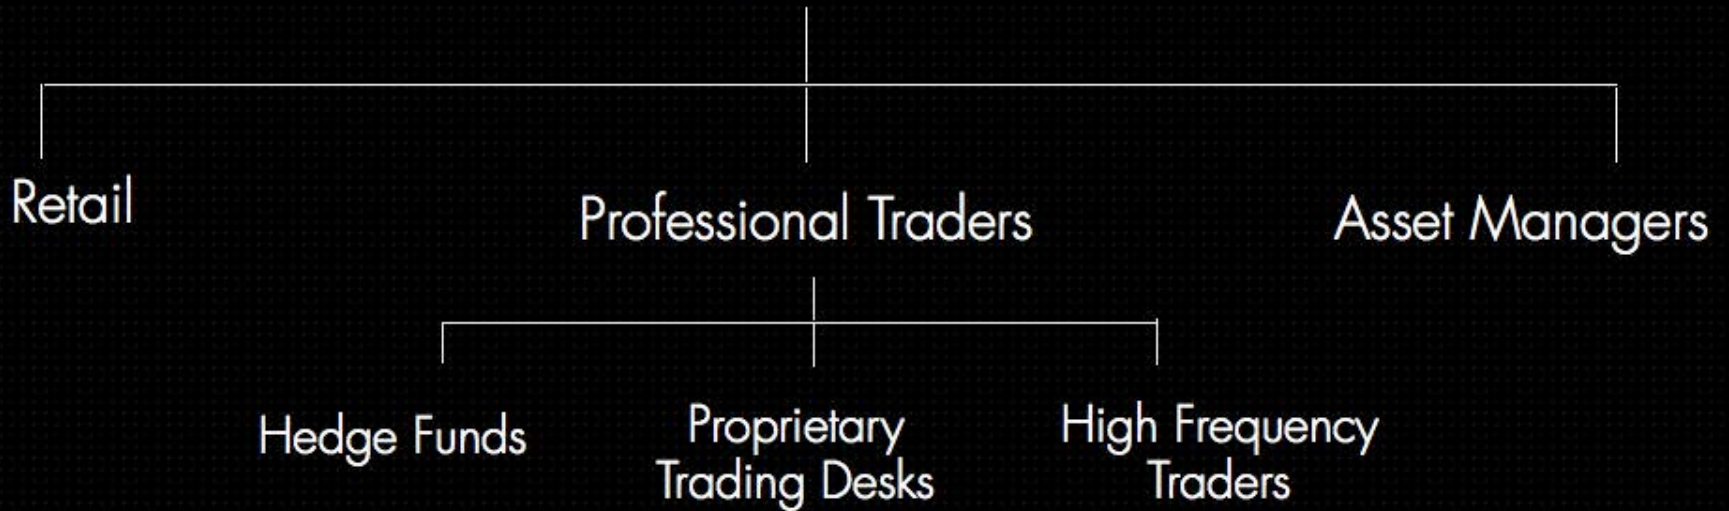 Retail
Professional Traders
Asset Managers
Hedge Funds
Proprietary
Trading Desks
High Frequency
Traders